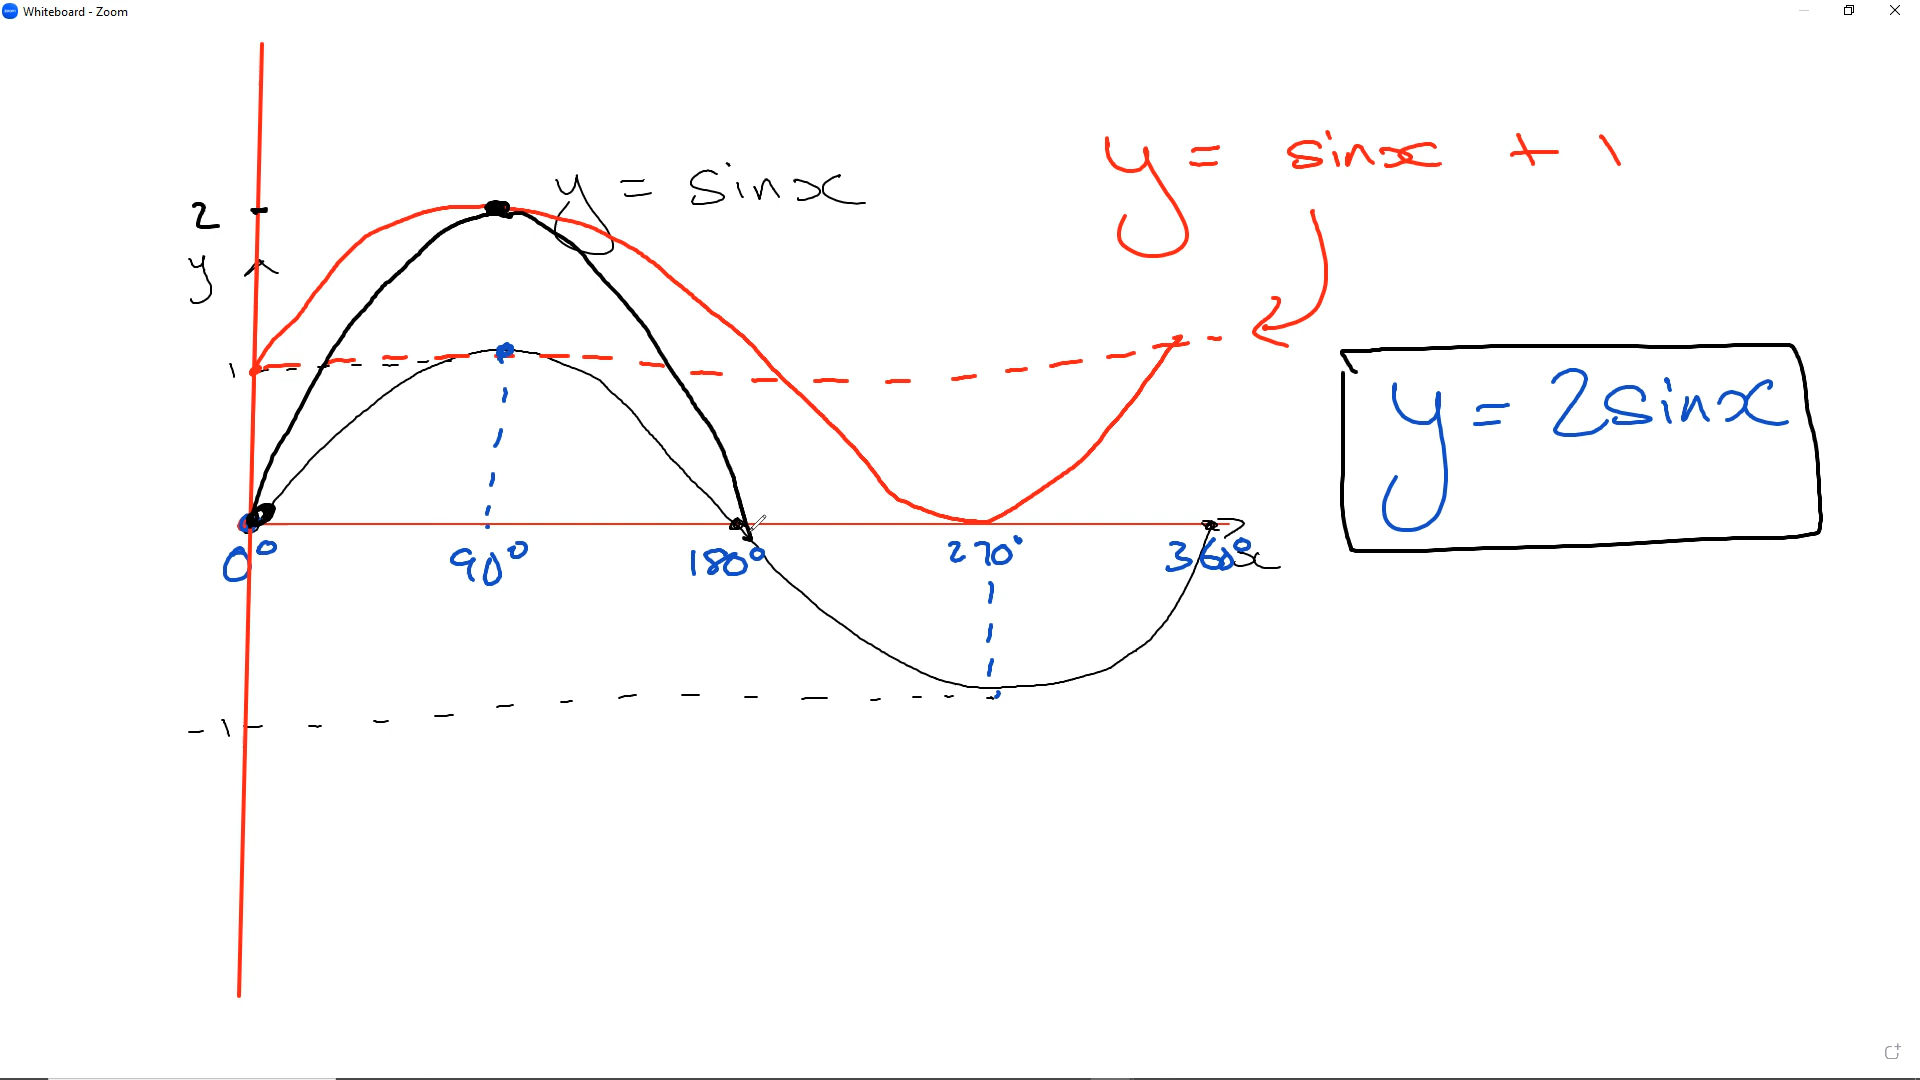 Whiteboard - Zoom
y = sinx + 1
y = sinx
2
y
1
y = 2sinx
0° 90° 180° 270° 360°
x
-1